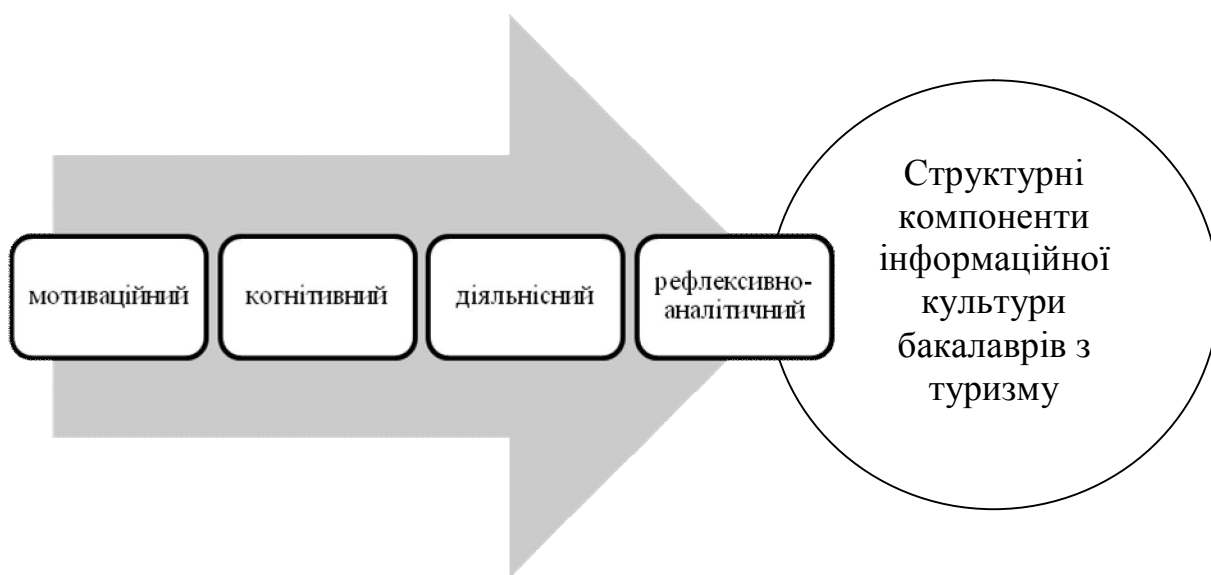 мотиваційний
когнітивний
діяльнісний
рефлексивно-
аналітичний
Структурні
компоненти
інформаційної
культури
бакалаврів з
туризму